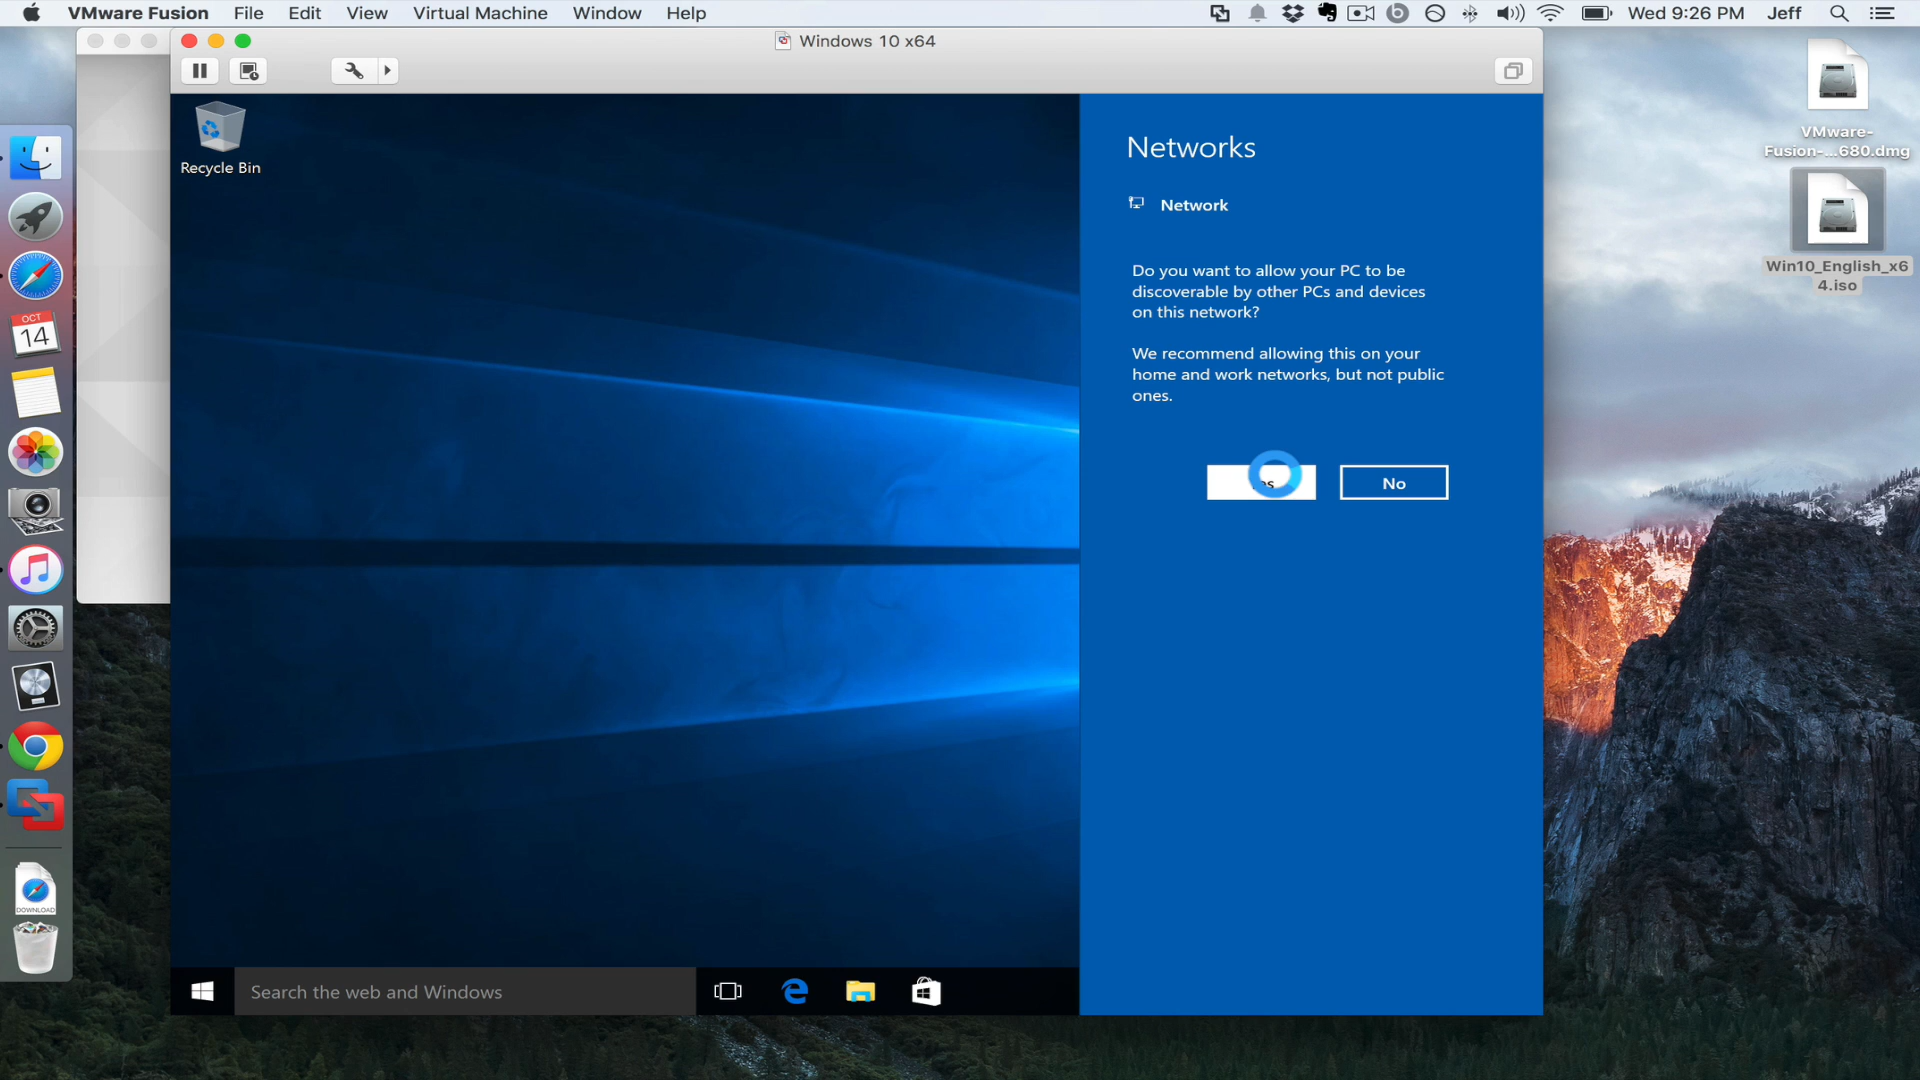 VMware Fusion File Edit View Virtual Machine Window Help Wed 9:26 PM Jeff
Windows 10 x64
Recycle Bin
Networks
Network
Do you want to allow your PC to be
discoverable by other PCs and devices
on this network?
We recommend allowing this on your
home and work networks, but not public
ones.
No
Search the web and Windows
VMware-
Fusion-...680.dmg
Win10_English_x6
4.iso
OCT
14
DOWNLOAD